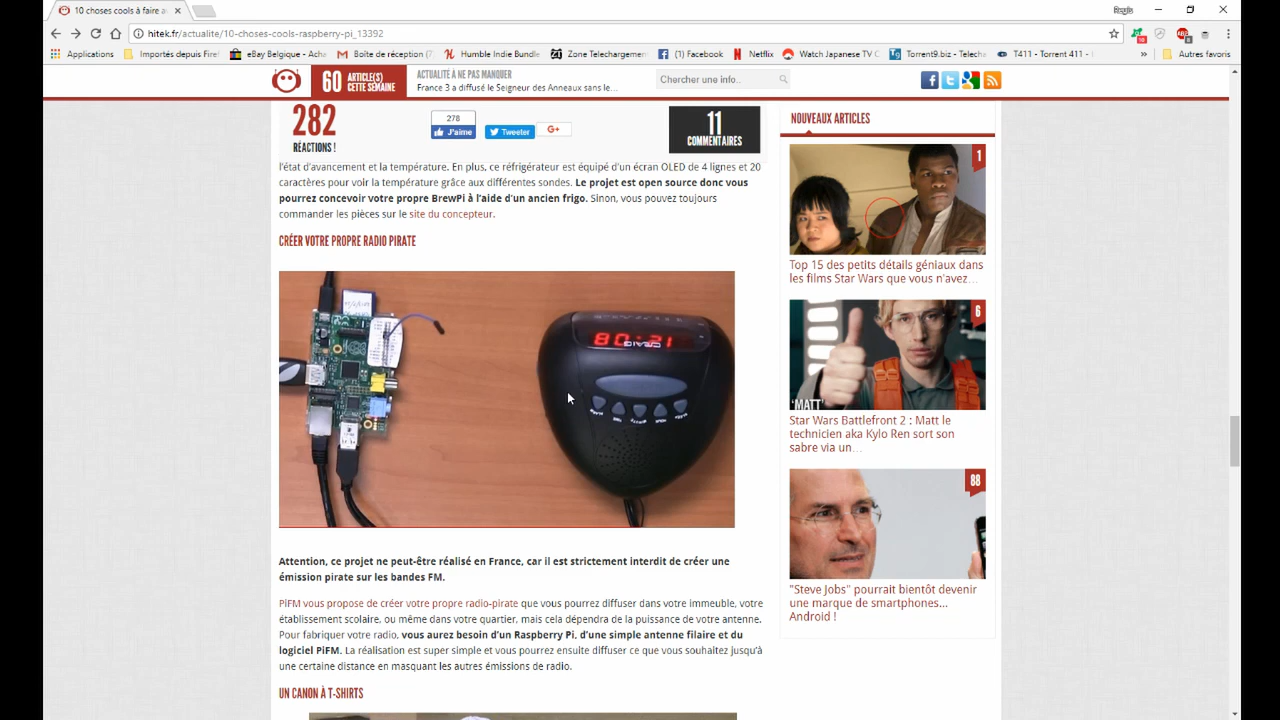 10 choses cools à faire a
hitek.fr/actualite/10-choses-cools-raspberry-pi_13392
Applications
Importés depuis Firef
eBay Belgique - Acha
Boîte de réception (7
Humble Indie Bundle
Zone Telechargemen
(1) Facebook
Netflix
Watch Japanese TV O
Torrent9.biz - Telecha
T411 - Torrent 411 -
»
Autres favoris
60 ARTICLE(S)
CETTE SEMAINE
ACTUALITÉ À NE PAS MANQUER
France 3 a diffusé le Seigneur des Anneaux sans le...
Chercher une info..
282
RÉACTIONS !
278
J'aime
Tweeter
G+
11
COMMENTAIRES
l'état d'avancement et la température. En plus, ce réfrigérateur est équipé d'un écran OLED de 4 lignes et 20
caractères pour voir la température grâce aux différentes sondes. Le projet est open source donc vous
pourrez concevoir votre propre BrewPi à l'aide d'un ancien frigo. Sinon, vous pouvez toujours
commander les pièces sur le site du concepteur.
CRÉER VOTRE PROPRE RADIO PIRATE
CRAIG
Attention, ce projet ne peut-être réalisé en France, car il est strictement interdit de créer une
émission pirate sur les bandes FM.
PiFM vous propose de créer votre propre radio-pirate que vous pourrez diffuser dans votre immeuble, votre
établissement scolaire, ou même dans votre quartier, mais cela dépendra de la puissance de votre antenne.
Pour fabriquer votre radio, vous aurez besoin d'un Raspberry Pi, d'une simple antenne filaire et du
logiciel PiFM. La réalisation est super simple et vous pourrez ensuite diffuser ce que vous souhaitez jusqu'à
une certaine distance en masquant les autres émissions de radio.
UN CANON À T-SHIRTS
NOUVEAUX ARTICLES
1
Top 15 des petits détails géniaux dans
les films Star Wars que vous n'avez...
6
'MATT'
Star Wars Battlefront 2 : Matt le
technicien aka Kylo Ren sort son
sabre via un...
88
"Steve Jobs" pourrait bientôt devenir
une marque de smartphones...
Android !